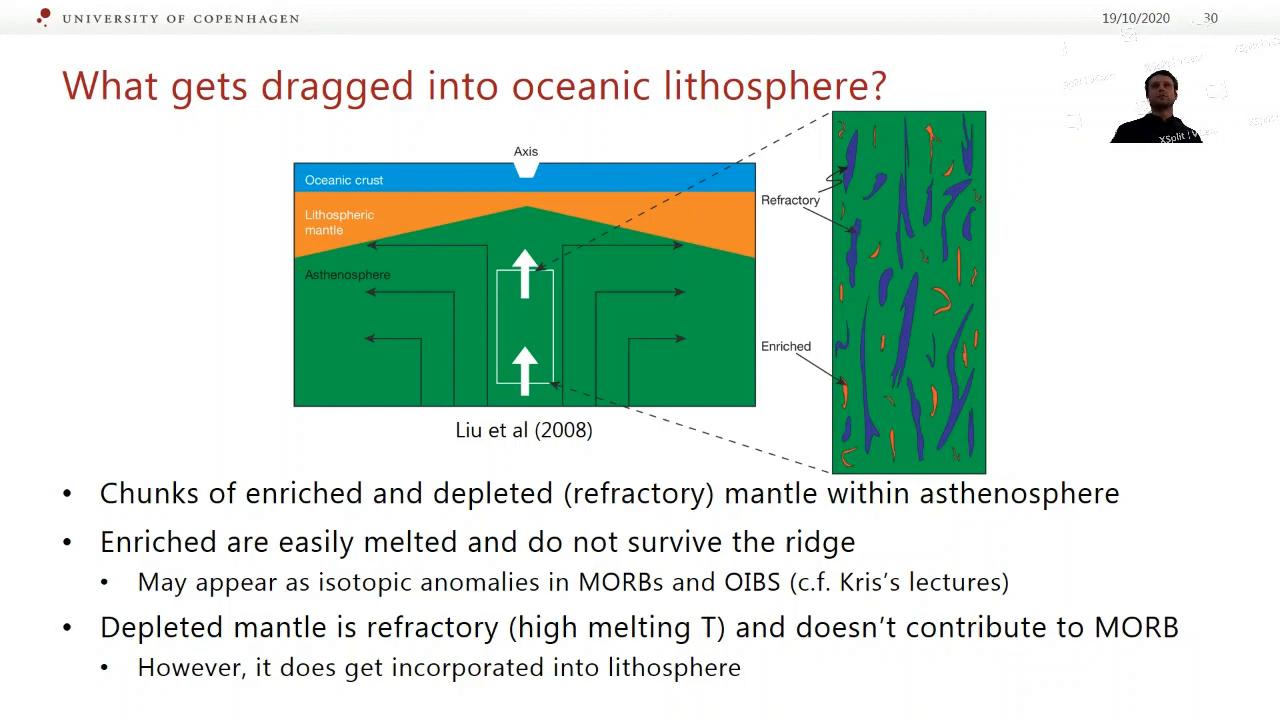 UNIVERSITY OF COPENHAGEN
19/10/2020 30
What gets dragged into oceanic lithosphere?
XSplit VCam
Axis
Oceanic crust
Lithospheric
mantle
Asthenosphere
Refractory
Enriched
Liu et al (2008)
• Chunks of enriched and depleted (refractory) mantle within asthenosphere
• Enriched are easily melted and do not survive the ridge
• May appear as isotopic anomalies in MORBs and OIBS (c.f. Kris’s lectures)
• Depleted mantle is refractory (high melting T) and doesn’t contribute to MORB
• However, it does get incorporated into lithosphere